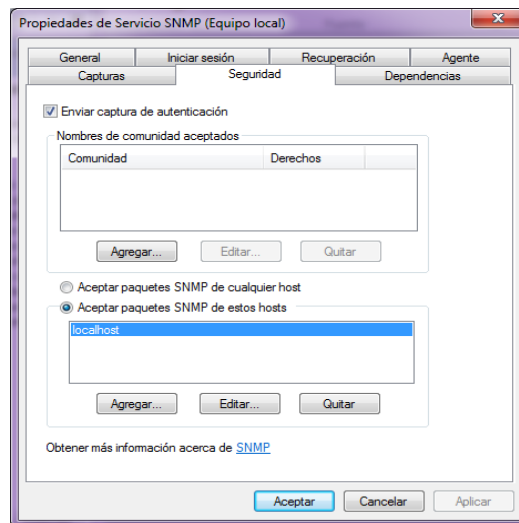 Propiedades de Servicio SNMP (Equipo local)
General Iniciar sesión Recuperación Agente
Capturas Seguridad Dependencias
Enviar captura de autenticación
Nombres de comunidad aceptados
Comunidad Derechos
Agregar... Editar... Quitar
Aceptar paquetes SNMP de cualquier host
Aceptar paquetes SNMP de estos hosts
localhost
Agregar... Editar... Quitar
Obtener más información acerca de SNMP
Aceptar Cancelar Aplicar